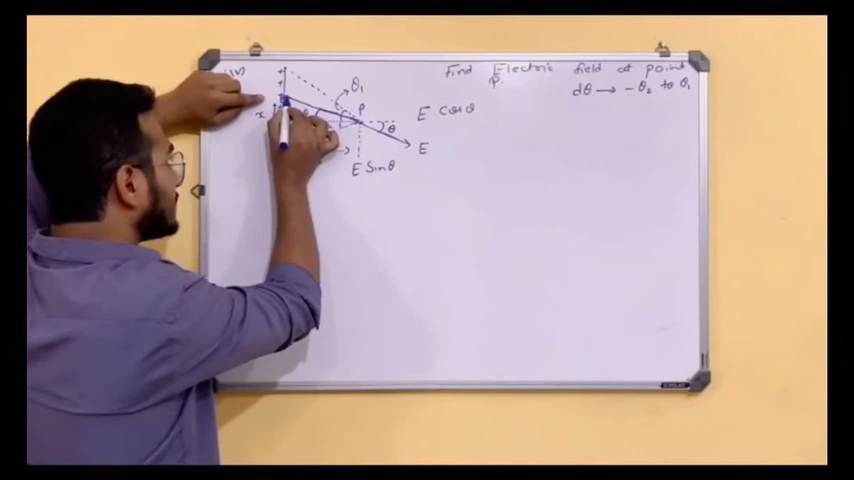 Find Electric field at point
P.
dθ → - θ₂ to θ₁
θ₁
P
E cosθ
x
θ
E
E Sinθ